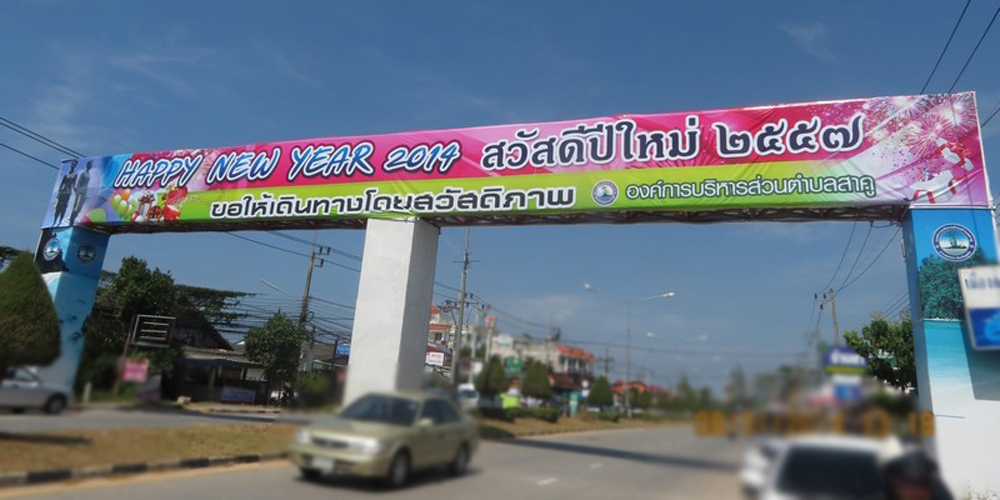 HAPPY NEW YEAR 2014 สวัสดีปีใหม่ ๒๕๕๗
ขอให้เดินทางโดยสวัสดิภาพ องค์การบริหารส่วนตำบลสาคู